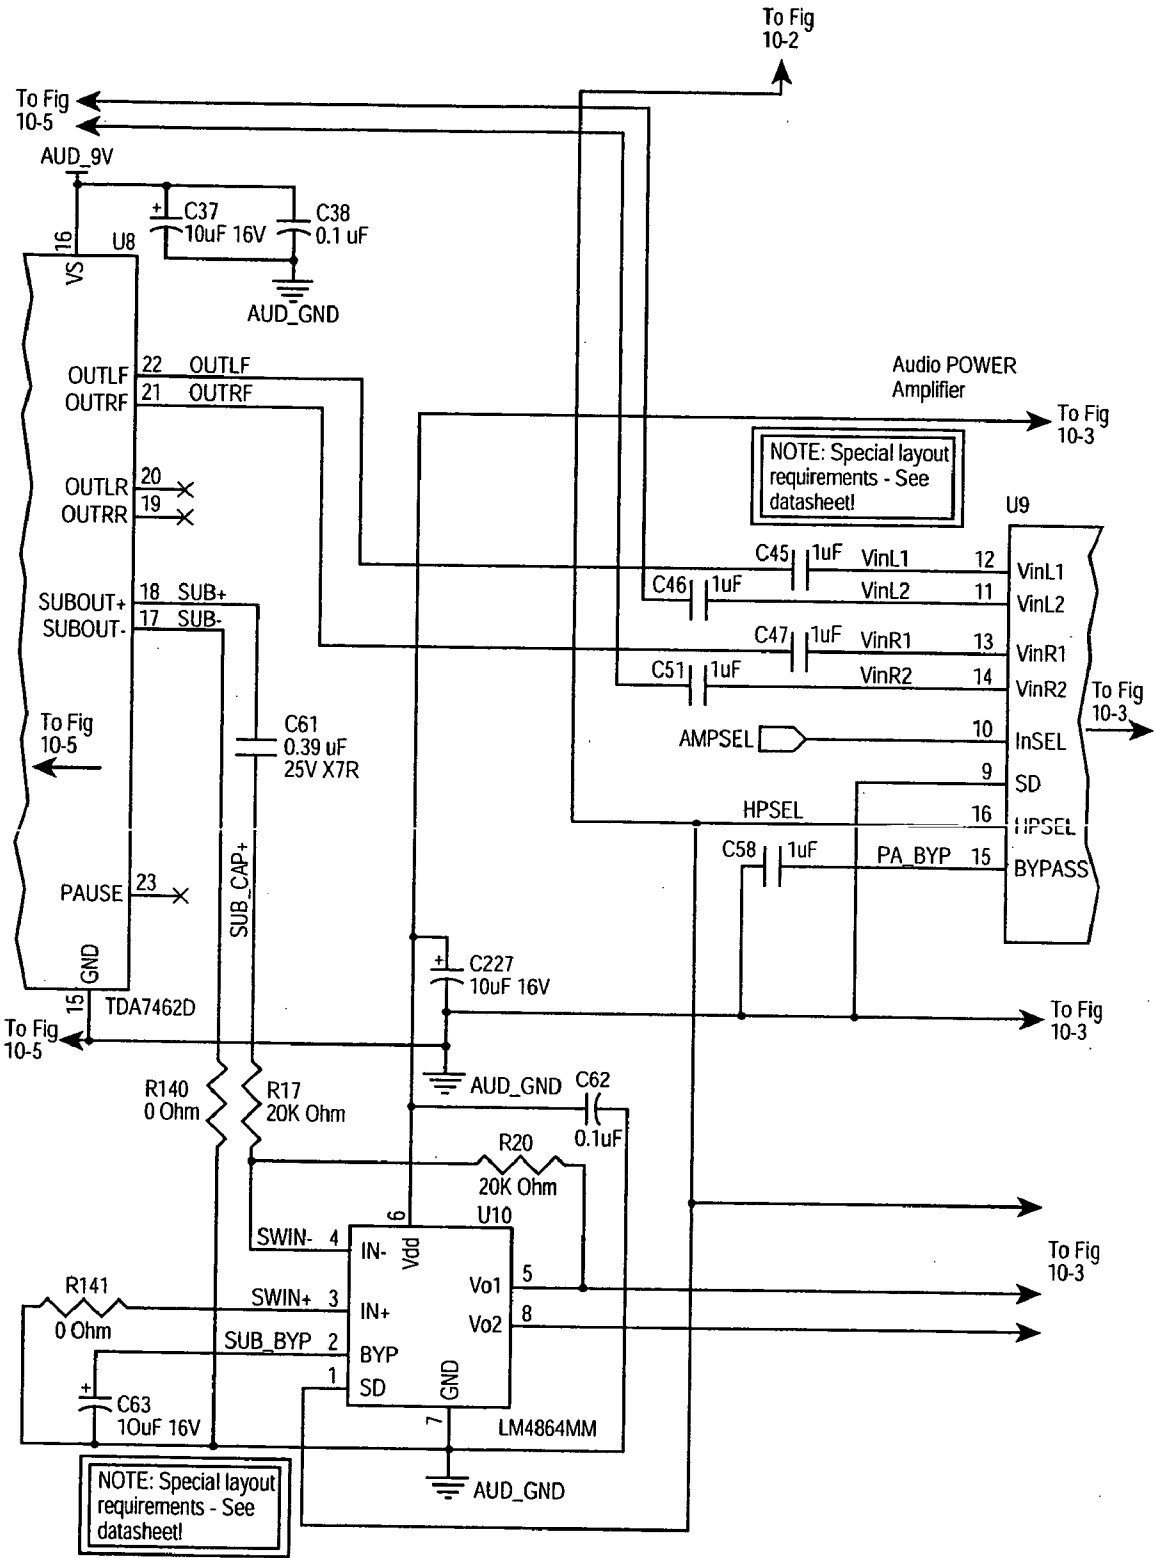 To Fig
10-2
To Fig
10-5
AUD_9V
+
C37
10uF 16V
C38
0.1 uF
16
U8
VS
AUD_GND
Audio POWER
Amplifier
OUTLF
22
OUTLF
OUTRF
21
OUTRF
To Fig
10-3
NOTE: Special layout
requirements - See
datasheet!
OUTLR
20
OUTRR
19
U9
C45
1uF
VinL1
12
VinL1
C46
1uF
VinL2
11
VinL2
SUBOUT+
18
SUB+
SUBOUT-
17
SUB-
C47
1uF
VinR1
13
VinR1
C51
1uF
VinR2
14
VinR2
To Fig
10-3
To Fig
10-5
C61
0.39 uF
25V X7R
AMPSEL
10
InSEL
9
SD
HPSEL
16
HPSEL
C58
1uF
PA_BYP
15
BYPASS
SUB_CAP+
PAUSE
23
GND
15
TDA7462D
+
C227
10uF 16V
To Fig
10-3
To Fig
10-5
AUD_GND
R140
0 Ohm
R17
20K Ohm
C62
0.1uF
R20
20K Ohm
6
U10
Vdd
SWIN-
4
IN-
Vo1
5
To Fig
10-3
R141
0 Ohm
SWIN+
3
IN+
Vo2
8
SUB_BYP
2
BYP
1
SD
GND
7
+
C63
10uF 16V
LM4864MM
AUD_GND
NOTE: Special layout
requirements - See
datasheet!